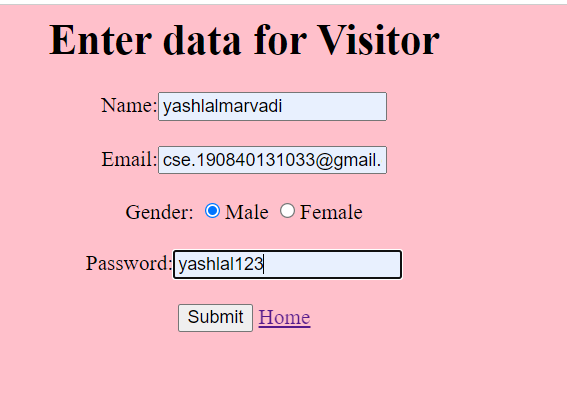 Enter data for Visitor
Name: yashlalmarvadi
Email: cse.190840131033@gmail.
Gender: Male Female
Password: yashlal123
Submit Home